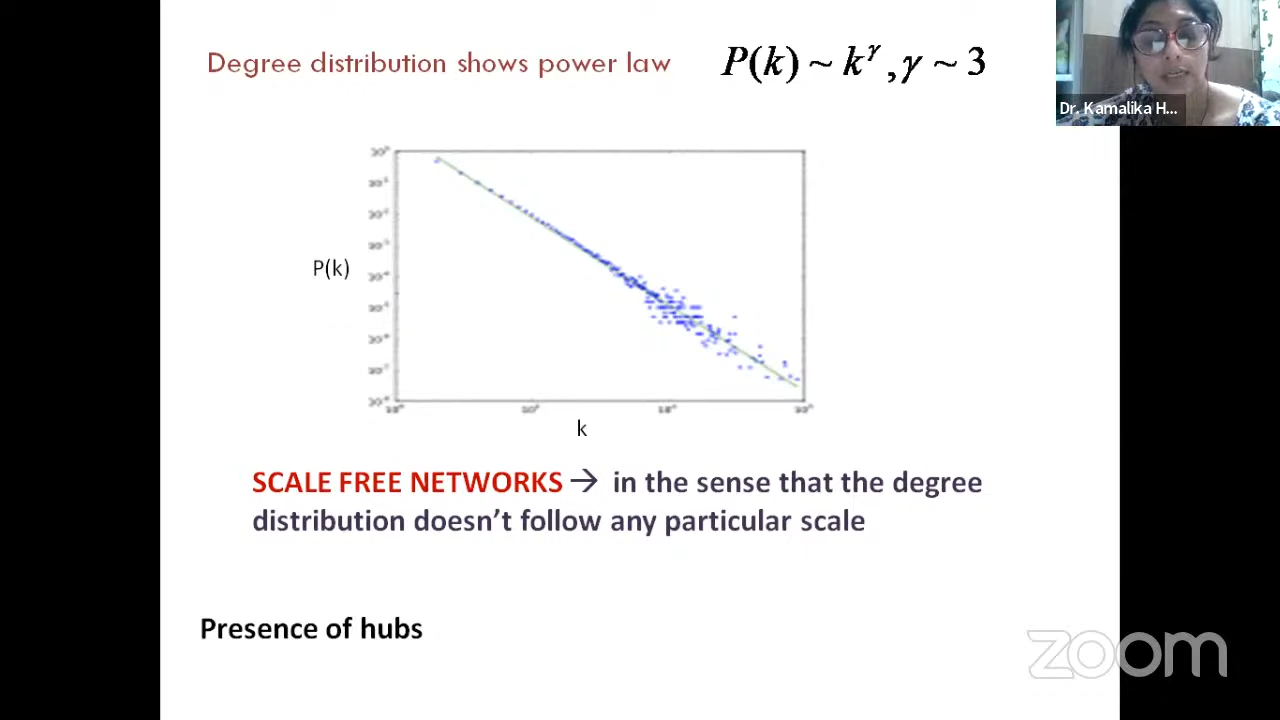 Degree distribution shows power law
P(k) ~ k^γ, γ ~ 3
Dr. Kamalika H...
P(k)
k
SCALE FREE NETWORKS → in the sense that the degree
distribution doesn't follow any particular scale
Presence of hubs
zoom